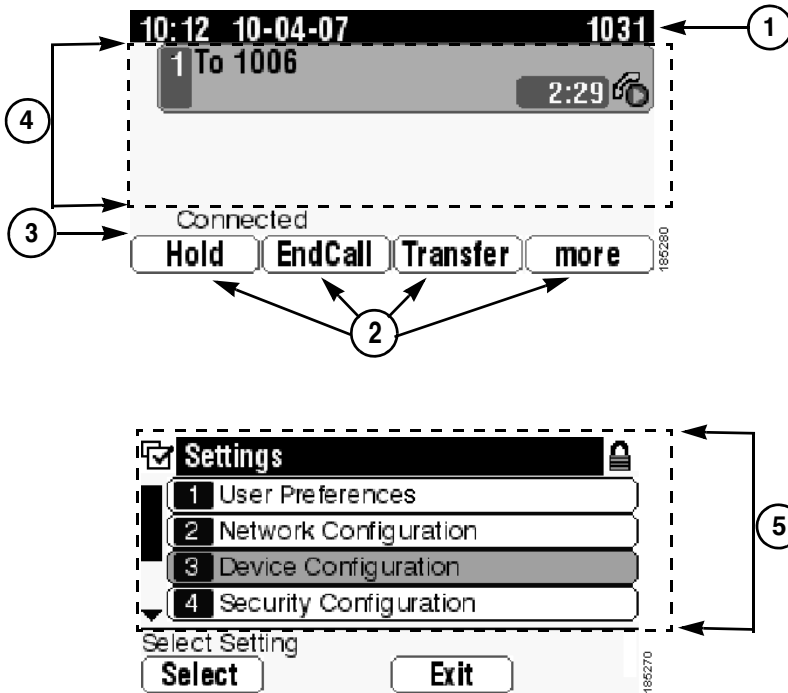 10:12 10-04-07 1031
1
1 To 1006
2:29
4
3
Connected
Hold EndCall Transfer more
185280
2
Settings
1 User Preferences
2 Network Configuration
3 Device Configuration
4 Security Configuration
5
Select Setting
Select Exit
185270